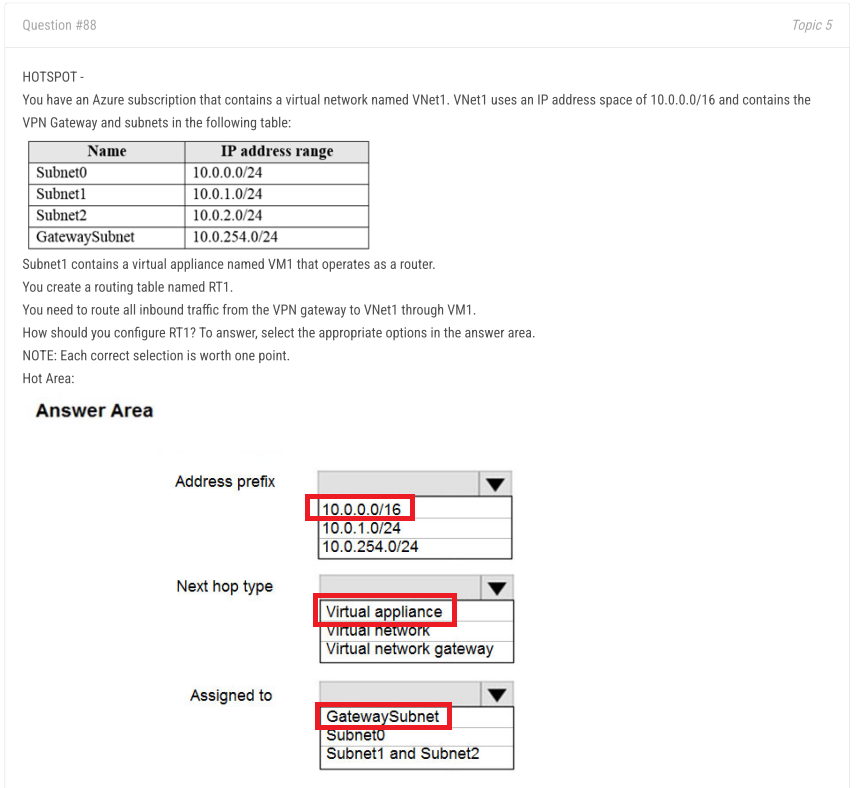 Question #88 Topic 5
HOTSPOT -
You have an Azure subscription that contains a virtual network named VNet1. VNet1 uses an IP address space of 10.0.0.0/16 and contains the
VPN Gateway and subnets in the following table:
Name IP address range
Subnet0 10.0.0.0/24
Subnet1 10.0.1.0/24
Subnet2 10.0.2.0/24
GatewaySubnet 10.0.254.0/24
Subnet1 contains a virtual appliance named VM1 that operates as a router.
You create a routing table named RT1.
You need to route all inbound traffic from the VPN gateway to VNet1 through VM1.
How should you configure RT1? To answer, select the appropriate options in the answer area.
NOTE: Each correct selection is worth one point.
Hot Area:
Answer Area
Address prefix
10.0.0.0/16
10.0.1.0/24
10.0.254.0/24
Next hop type
Virtual appliance
Virtual network
Virtual network gateway
Assigned to
GatewaySubnet
Subnet0
Subnet1 and Subnet2